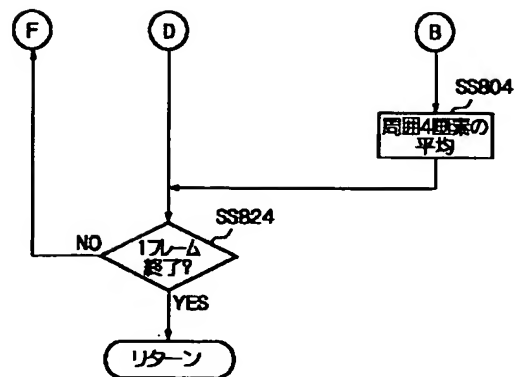 F
D
B
SS804
周囲4画素の
平均
SS824
NO
1フレーム
終了?
YES
リターン